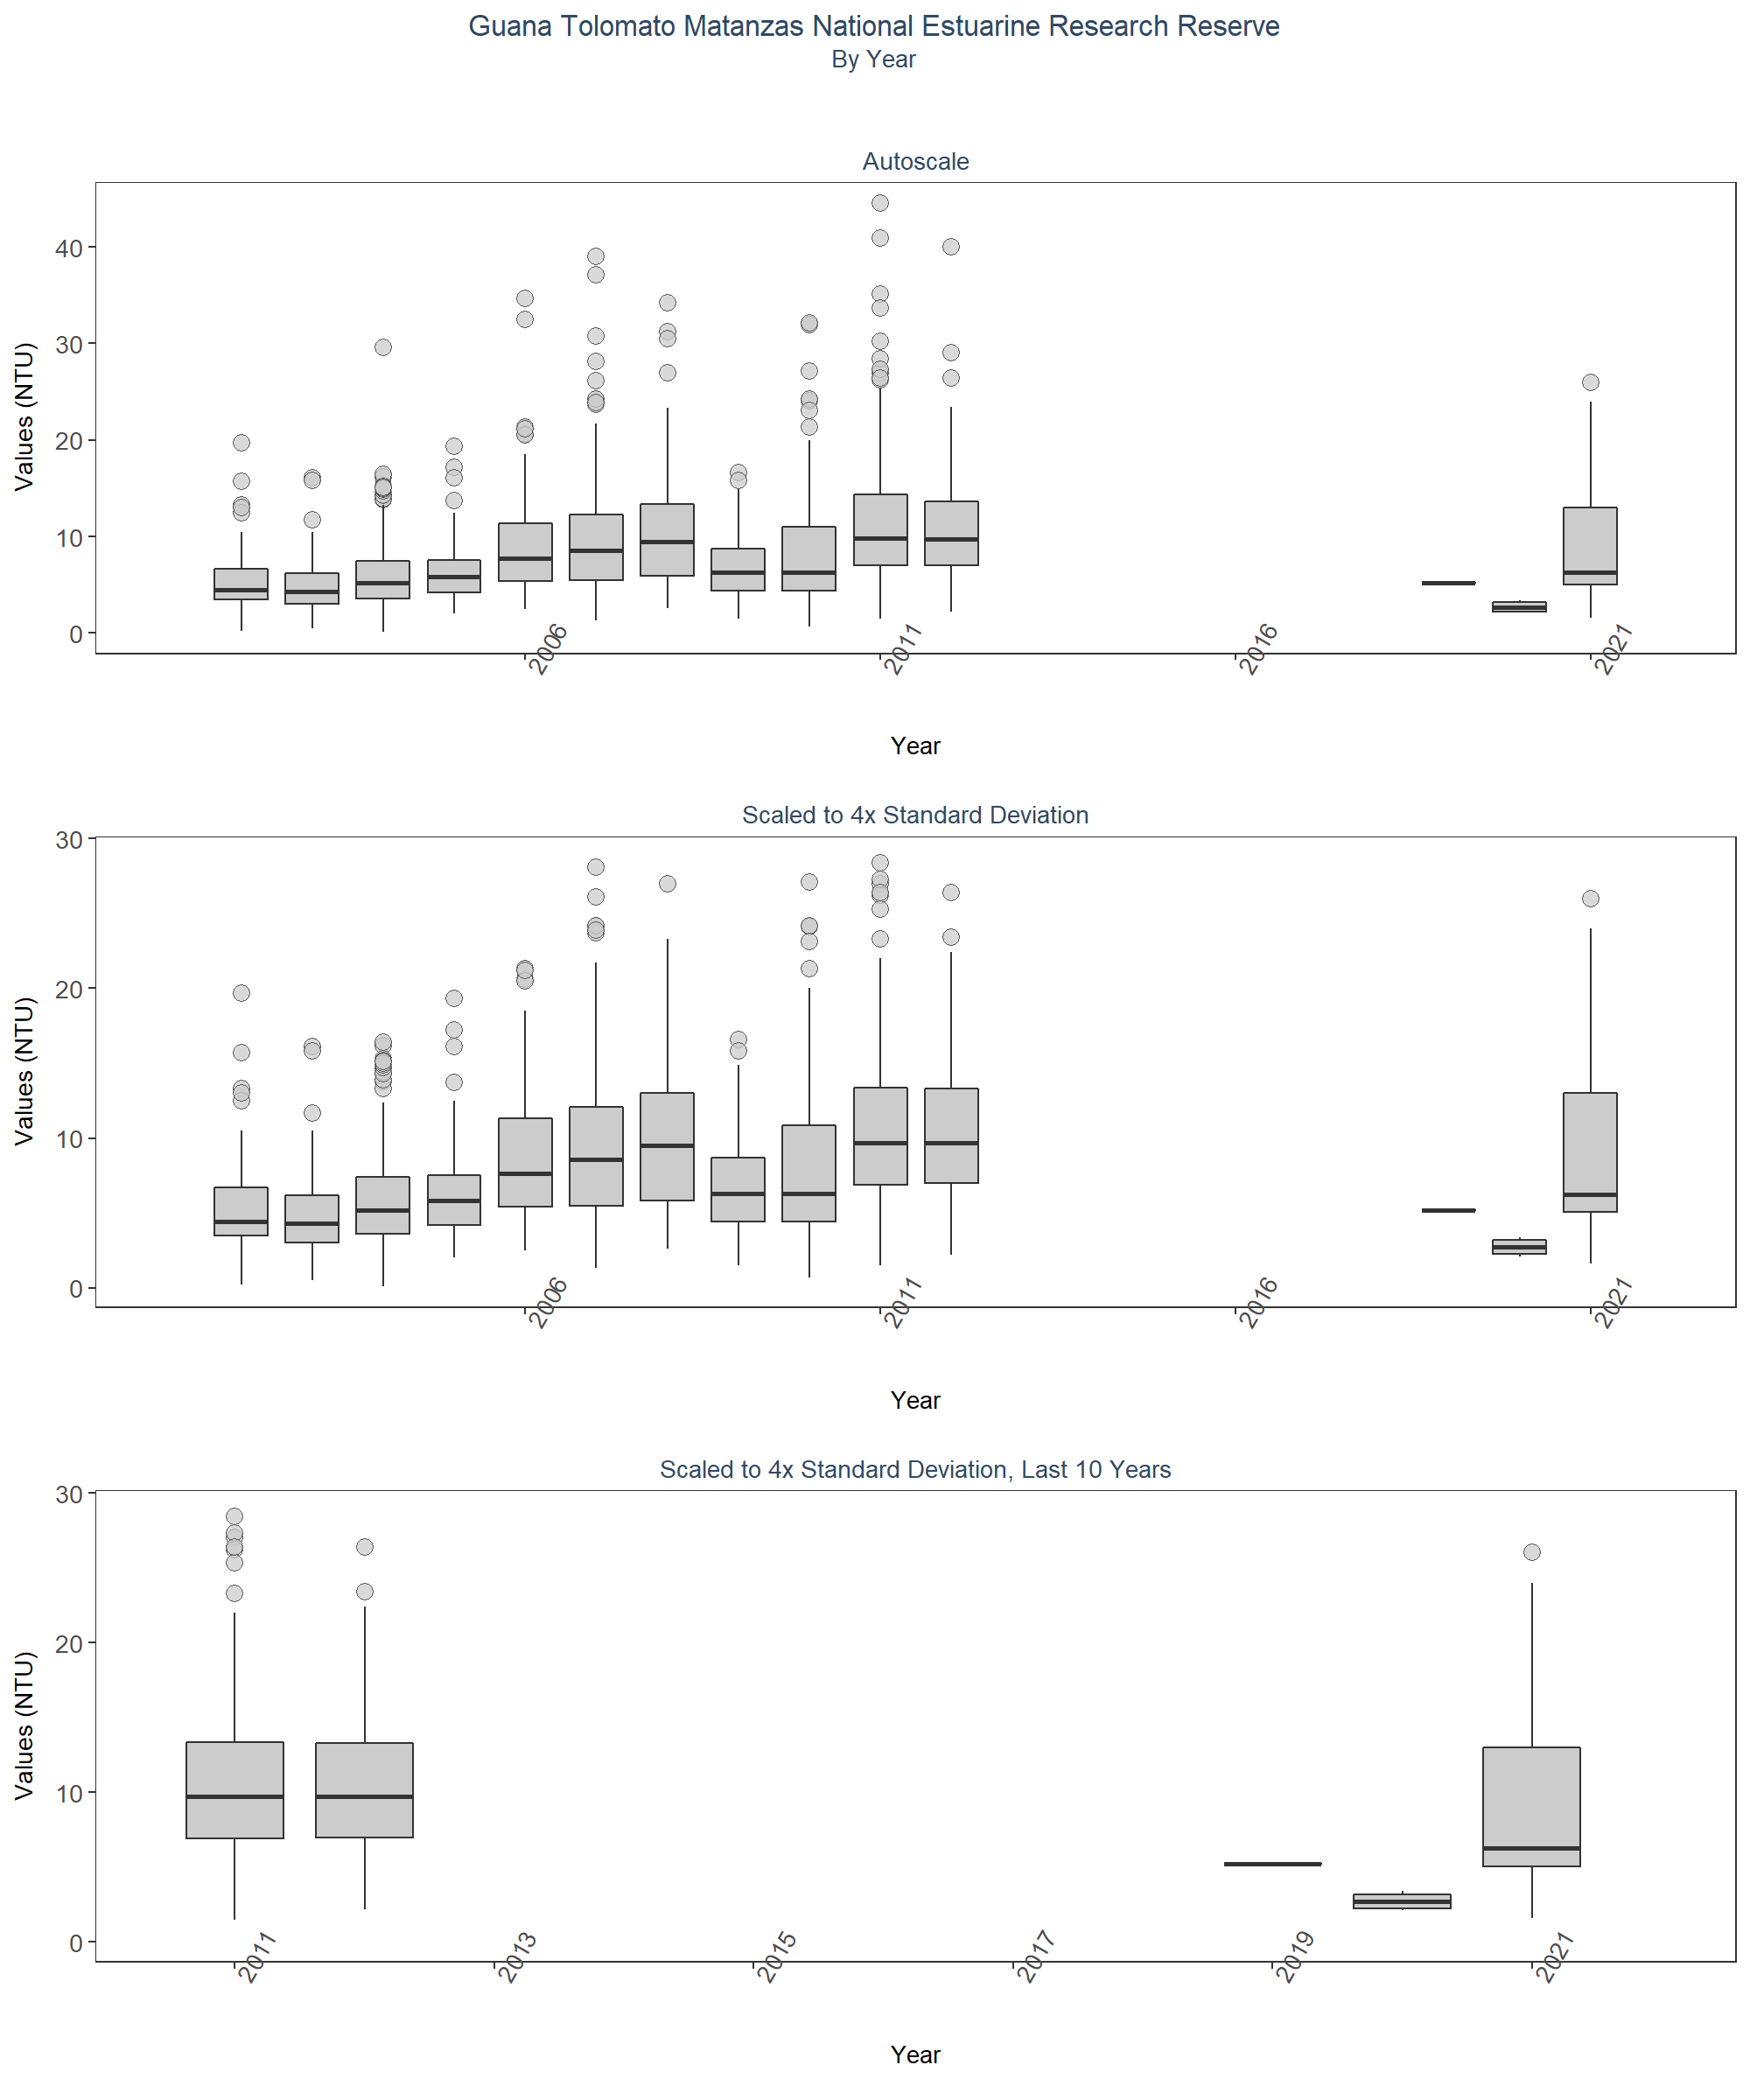 Guana Tolomato Matanzas National Estuarine Research Reserve
By Year
Autoscale
Values (NTU)
40
30
20
10
0
2006
2011
2016
2021
Year
Scaled to 4x Standard Deviation
Values (NTU)
30
20
10
0
2006
2011
2016
2021
Year
Scaled to 4x Standard Deviation, Last 10 Years
Values (NTU)
30
20
10
0
2011
2013
2015
2017
2019
2021
Year